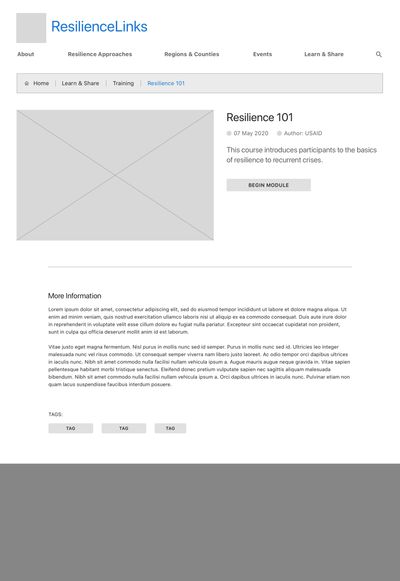 ResilienceLinks
About Resilience Approaches Regions & Counties Events Learn & Share
Home Learn & Share Training Resilience 101
Resilience 101
07 May 2020 Author: USAID
This course introduces participants to the basics
of resilience to recurrent crises.
BEGIN MODULE
More Information
Lorem ipsum dolor sit amet, consectetur adipiscing elit, sed do eiusmod tempor incididunt ut labore et dolore magna aliqua. Ut
enim ad minim veniam, quis nostrud exercitation ullamco laboris nisi ut aliquip ex ea commodo consequat. Duis aute irure dolor
in reprehenderit in voluptate velit esse cillum dolore eu fugiat nulla pariatur. Excepteur sint occaecat cupidatat non proident,
sunt in culpa qui officia deserunt mollit anim id est laborum.
Vitae justo eget magna fermentum. Nisl purus in mollis nunc sed id semper. Purus in mollis nunc sed id. Ultricies leo integer
malesuada nunc vel risus commodo. Ut consequat semper viverra nam libero justo laoreet. Ac odio tempor orci dapibus ultrices
in iaculis nunc. Nibh sit amet commodo nulla facilisi nullam vehicula ipsum a. Augue mauris augue neque gravida in. Vitae sapien
pellentesque habitant morbi tristique senectus. Eleifend donec pretium vulputate sapien nec sagittis aliquam malesuada
bibendum. Nibh sit amet commodo nulla facilisi nullam vehicula ipsum a. Orci dapibus ultrices in iaculis nunc. Pulvinar etiam non
quam lacus suspendisse faucibus interdum posuere.
TAGS:
TAG TAG TAG